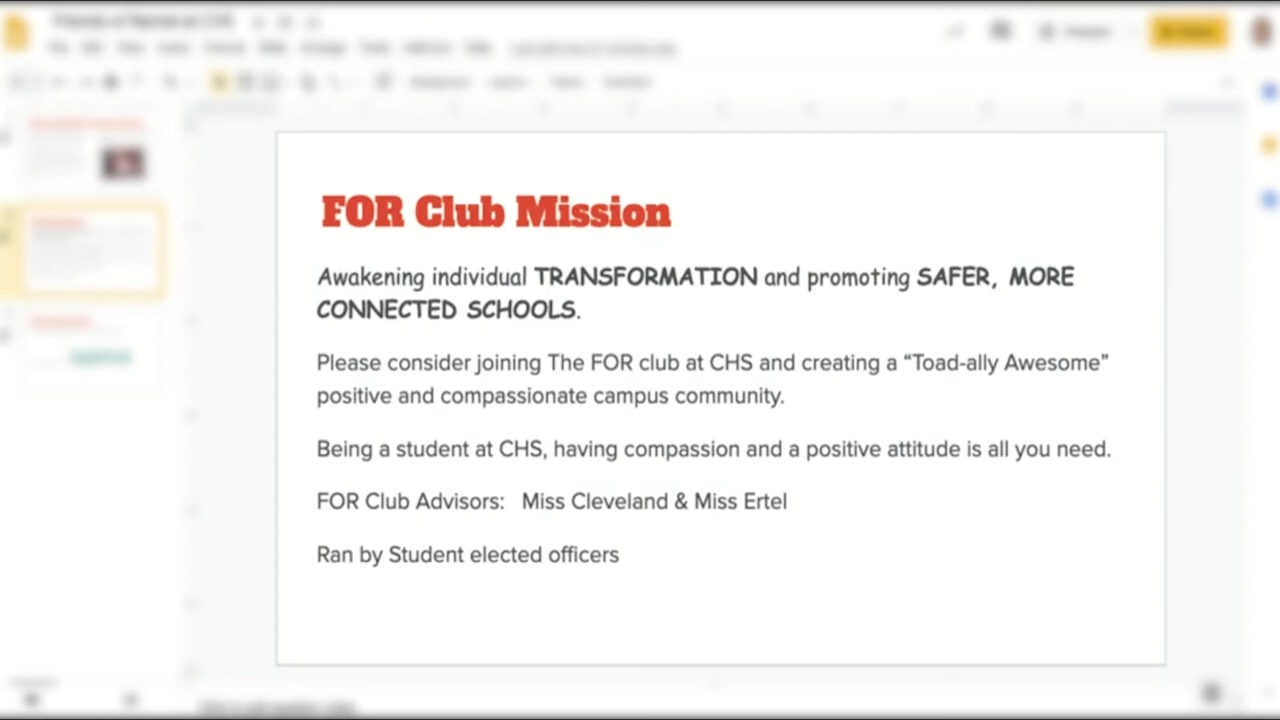 FOR Club Mission
Awakening individual TRANSFORMATION and promoting SAFER, MORE
CONNECTED SCHOOLS.
Please consider joining The FOR club at CHS and creating a “Toad-ally Awesome”
positive and compassionate campus community.
Being a student at CHS, having compassion and a positive attitude is all you need.
FOR Club Advisors: Miss Cleveland & Miss Ertel
Ran by Student elected officers